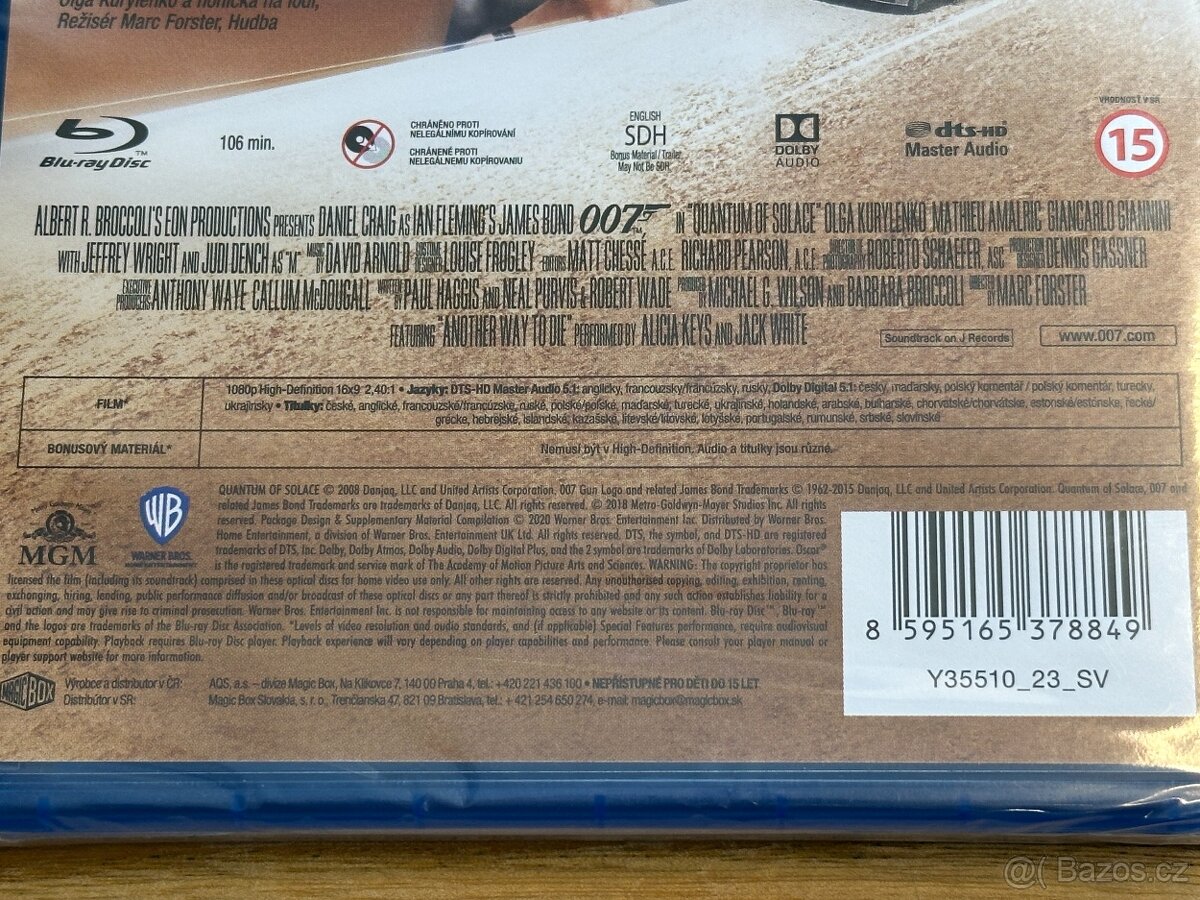 Olga Kurylenko a honička na lodi,
Režisér Marc Forster, Hudba
Blu-ray Disc™
106 min.
CHRÁNĚNO PROTI
NELEGÁLNÍMU KOPÍROVÁNÍ
CHRÁNENÉ PROTI
NELEGÁLNEMU KOPÍROVANIU
ENGLISH
SDH
Bonus Material/Trailer
May Not Be SDH.
DOLBY
AUDIO
dts-HD
Master Audio
VHODNOSŤ V SR
15
ALBERT R. BROCCOLI'S EON PRODUCTIONS PRESENTS DANIEL CRAIG AS IAN FLEMING'S JAMES BOND 007 IN "QUANTUM OF SOLACE" OLGA KURYLENKO MATHIEU AMALRIC GIANCARLO GIANNINI
WITH JEFFREY WRIGHT AND JUDI DENCH AS "M" MUSIC BY DAVID ARNOLD COSTUME DESIGNER LOUISE FROGLEY EDITORS MATT CHESSÉ, A.C.E. RICHARD PEARSON, A.C.E. DIRECTOR OF PHOTOGRAPHY ROBERTO SCHAEFER, ASC PRODUCTION DESIGNER DENNIS GASSNER
EXECUTIVE PRODUCERS ANTHONY WAYE CALLUM McDOUGALL WRITTEN BY PAUL HAGGIS AND NEAL PURVIS & ROBERT WADE PRODUCED BY MICHAEL G. WILSON AND BARBARA BROCCOLI DIRECTED BY MARC FORSTER
FEATURING "ANOTHER WAY TO DIE" PERFORMED BY ALICIA KEYS AND JACK WHITE
Soundtrack on J Records
www.007.com
FILM*
1080p High-Definition 16x9 2,40:1 • Jazyky: DTS-HD Master Audio 5.1: anglicky, francouzsky/francúzsky, rusky, Dolby Digital 5.1: český, maďarsky, polský komentář / polský komentár, turecky,
ukrajinsky • Titulky: české, anglické, francouzské/francúzske, ruské, polské/poľské, maďarské, turecké, ukrajinské, holandské, arabské, bulharské, chorvatské/chorvátske, estonské/estónske, řecké/
grécke, hebrejské, islandské, kazašské, litevské/litovské, lotyšské, portugalské, rumunské, srbské, slovinské
BONUSOVÝ MATERIÁL*
Nemusí být v High-Definition. Audio a titulky jsou různé.
QUANTUM OF SOLACE © 2008 Danjaq, LLC and United Artists Corporation. 007 Gun Logo and related James Bond Trademarks © 1962-2015 Danjaq, LLC and United Artists Corporation. Quantum of Solace, 007 and
related James Bond Trademarks are trademarks of Danjaq, LLC. © 2018 Metro-Goldwyn-Mayer Studios Inc. All rights
reserved. Package Design & Supplementary Material Compilation © 2020 Warner Bros. Entertainment Inc. Distributed by Warner Bros.
Home Entertainment, a division of Warner Bros. Entertainment UK Ltd. All rights reserved. DTS, the symbol, and DTS-HD are registered
trademarks of DTS, Inc. Dolby, Dolby Atmos, Dolby Audio, Dolby Digital Plus, and the 2 symbol are trademarks of Dolby Laboratories. Oscar®
is the registered trademark and service mark of The Academy of Motion Picture Arts and Sciences. WARNING: The copyright proprietor has
licensed the film (including its soundtrack) comprised in these optical discs for home video use only. All other rights are reserved. Any unauthorised copying, editing, exhibition, renting,
exchanging, hiring, lending, public performance diffusion and/or broadcast of these optical discs or any part thereof is strictly prohibited and any such action establishes liability for a
civil action and may give rise to criminal prosecution. Warner Bros. Entertainment Inc. is not responsible for maintaining access to any website or its content. Blu-ray Disc™, Blu-ray™
and the logos are trademarks of the Blu-ray Disc Association. *Levels of video resolution and audio standards, and (if applicable) Special Features performance, require audiovisual
equipment capability. Playback requires Blu-ray Disc player. Playback experience will vary depending on player capabilities and performance. Please consult your player manual or
player support website for more information.
MGM
WB
WARNER BROS.
8 595165 378849
Y35510_23_SV
MAGIC BOX
Výrobce a distributor v ČR:
AQS, a.s. – divize Magic Box, Na Klikovce 7, 140 00 Praha 4, tel.: +420 221 436 100 • NEPŘÍSTUPNÉ PRO DĚTI DO 15 LET
Distribútor v SR:
Magic Box Slovakia, s. r. o., Trenčianska 47, 821 09 Bratislava, tel.: + 421 254 650 274, e-mail: magicbox@magicbox.sk
@( Bazos.cz